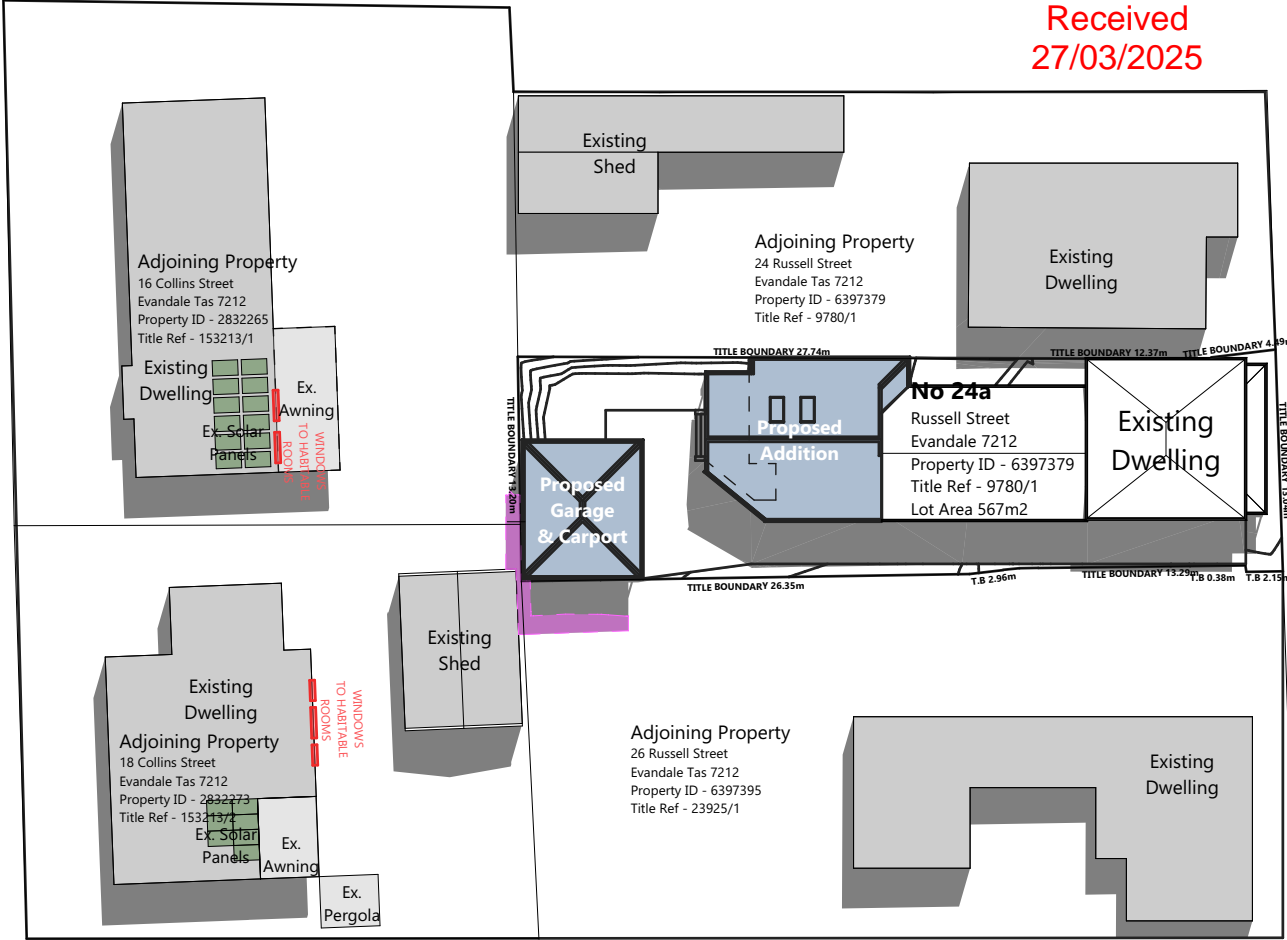 Received
27/03/2025
Existing
Shed
Adjoining Property
24 Russell Street
Evandale Tas 7212
Property ID - 6397379
Title Ref - 9780/1
Existing
Dwelling
Adjoining Property
16 Collins Street
Evandale Tas 7212
Property ID - 2832265
Title Ref - 153213/1
Existing
Dwelling
Ex.
Awning
Ex. Solar
Panels
WINDOWS
TO HABITABLE
ROOMS
TITLE BOUNDARY 27.74m
TITLE BOUNDARY 12.37m
TITLE BOUNDARY 4.49m
TITLE BOUNDARY 13.20m
No 24a
Russell Street
Evandale 7212
Property ID - 6397379
Title Ref - 9780/1
Lot Area 567m2
Existing
Dwelling
Proposed
Addition
Proposed
Garage
& Carport
TITLE BOUNDARY
TITLE BOUNDARY 26.35m
T.B 2.96m
TITLE BOUNDARY 13.29m
T.B 0.38m
T.B 2.15m
Existing
Shed
Existing
Dwelling
WINDOWS
TO HABITABLE
ROOMS
Adjoining Property
18 Collins Street
Evandale Tas 7212
Property ID - 2832273
Title Ref - 153213/2
Ex. Solar
Panels
Ex.
Awning
Ex.
Pergola
Adjoining Property
26 Russell Street
Evandale Tas 7212
Property ID - 6397395
Title Ref - 23925/1
Existing
Dwelling